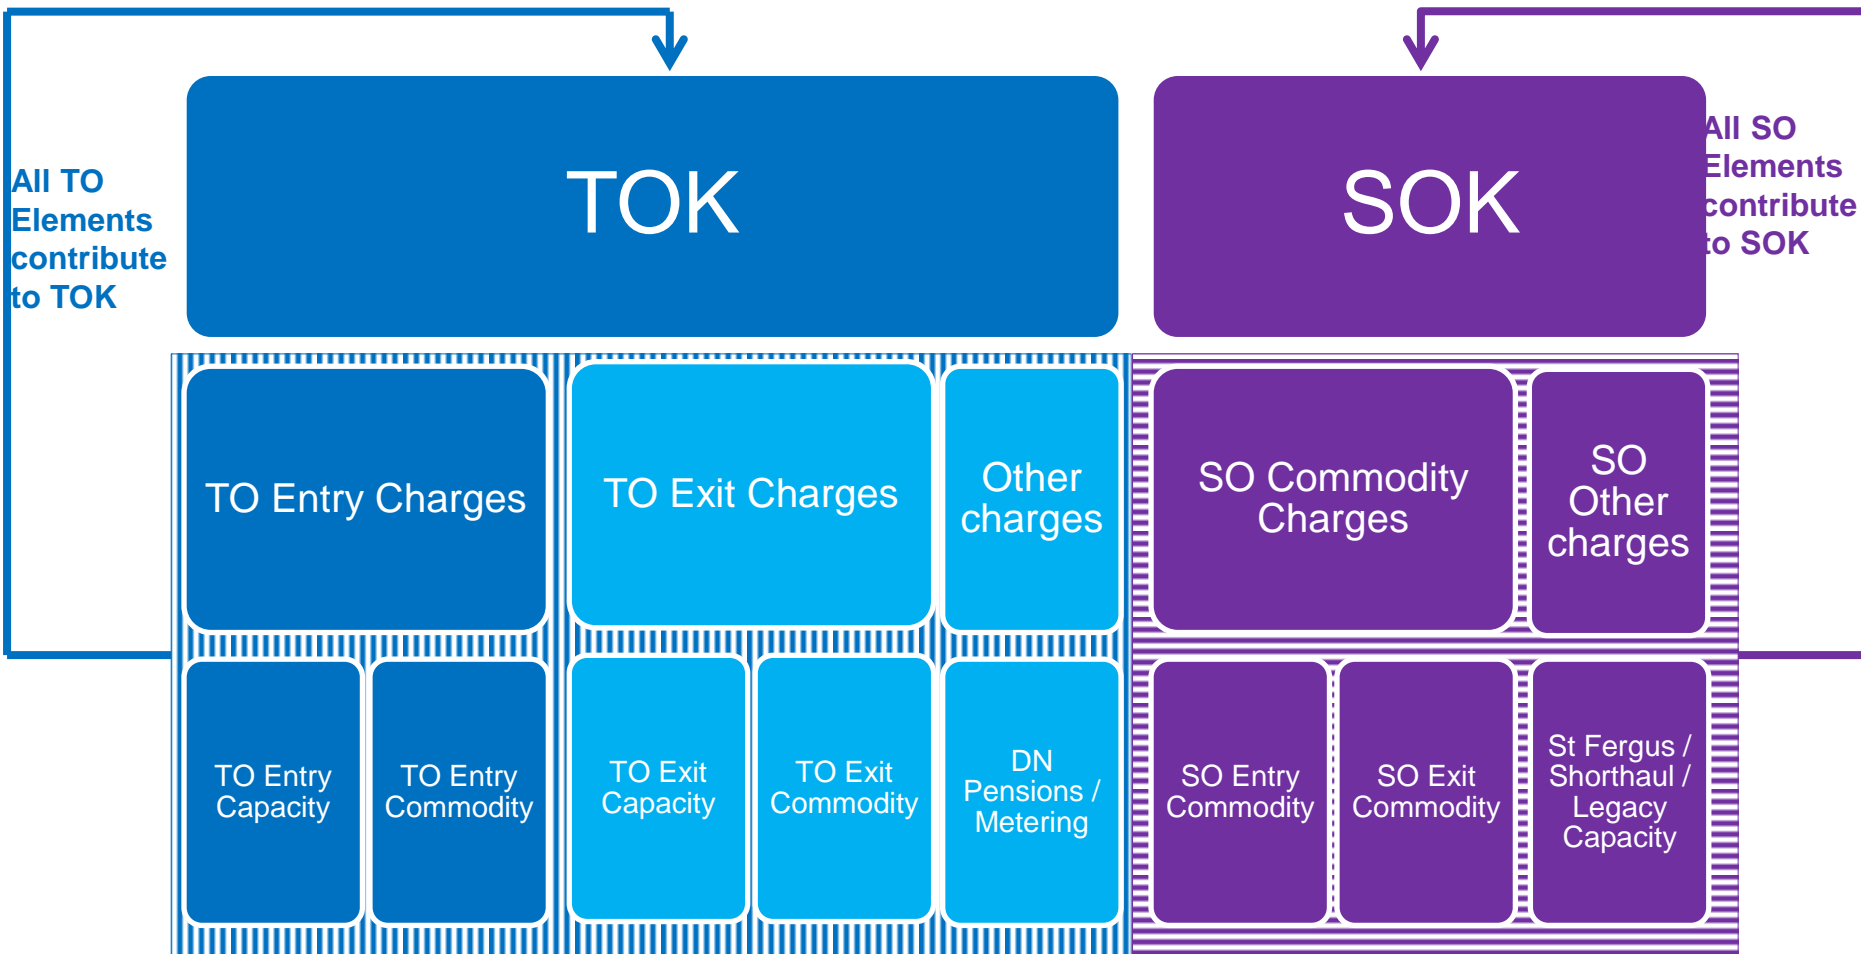 All TO
Elements
contribute
to TOK
TOK
SOK
All SO
Elements
contribute
to SOK
TO Entry Charges
TO Exit Charges
Other
charges
SO Commodity
Charges
SO
Other
charges
TO Entry
Capacity
TO Entry
Commodity
TO Exit
Capacity
TO Exit
Commodity
DN
Pensions /
Metering
SO Entry
Commodity
SO Exit
Commodity
St Fergus /
Shorthaul /
Legacy
Capacity